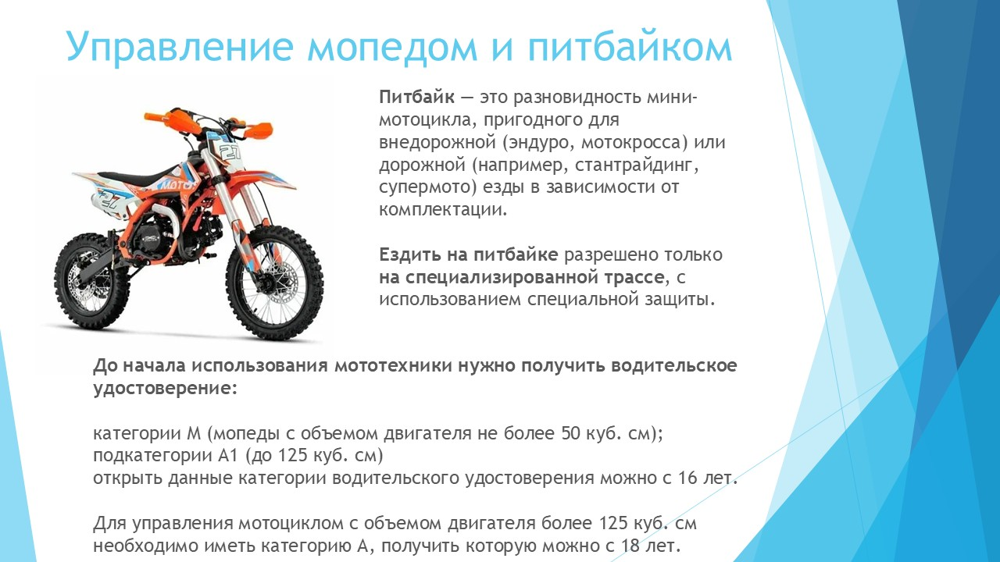 Управление мопедом и питбайком
27
MOTO
27
Питбайк — это разновидность мини-
мотоцикла, пригодного для
внедорожной (эндуро, мотокросса) или
дорожной (например, стантрайдинг,
супермото) езды в зависимости от
комплектации.
Ездить на питбайке разрешено только
на специализированной трассе, с
использованием специальной защиты.
До начала использования мототехники нужно получить водительское
удостоверение:
категории М (мопеды с объемом двигателя не более 50 куб. см);
подкатегории А1 (до 125 куб. см)
открыть данные категории водительского удостоверения можно с 16 лет.
Для управления мотоциклом с объемом двигателя более 125 куб. см
необходимо иметь категорию А, получить которую можно с 18 лет.